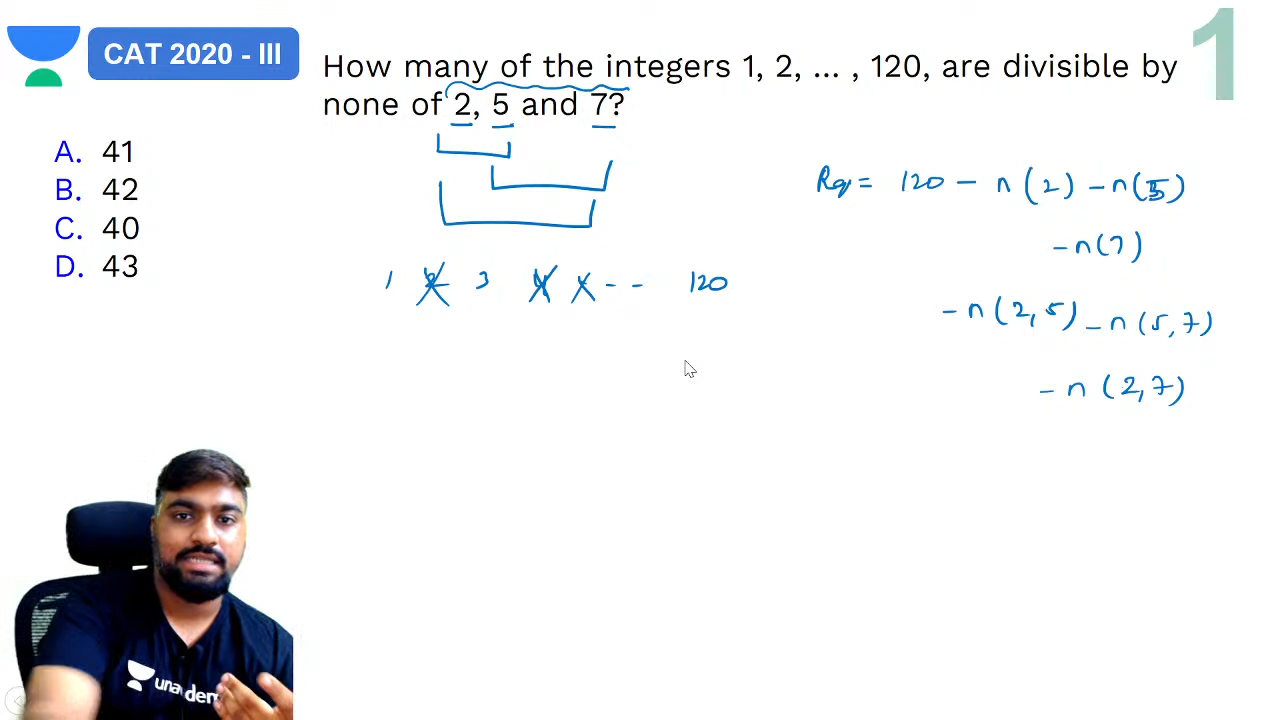 CAT 2020 - III
1
How many of the integers 1, 2, ... , 120, are divisible by
none of 2, 5 and 7?
A. 41
B. 42
C. 40
D. 43
Rq = 120 - n(2) - n(5)
- n(7)
- n(2,5) - n(5,7)
- n(2,7)
1 2 3 4 - - 120
unacadem